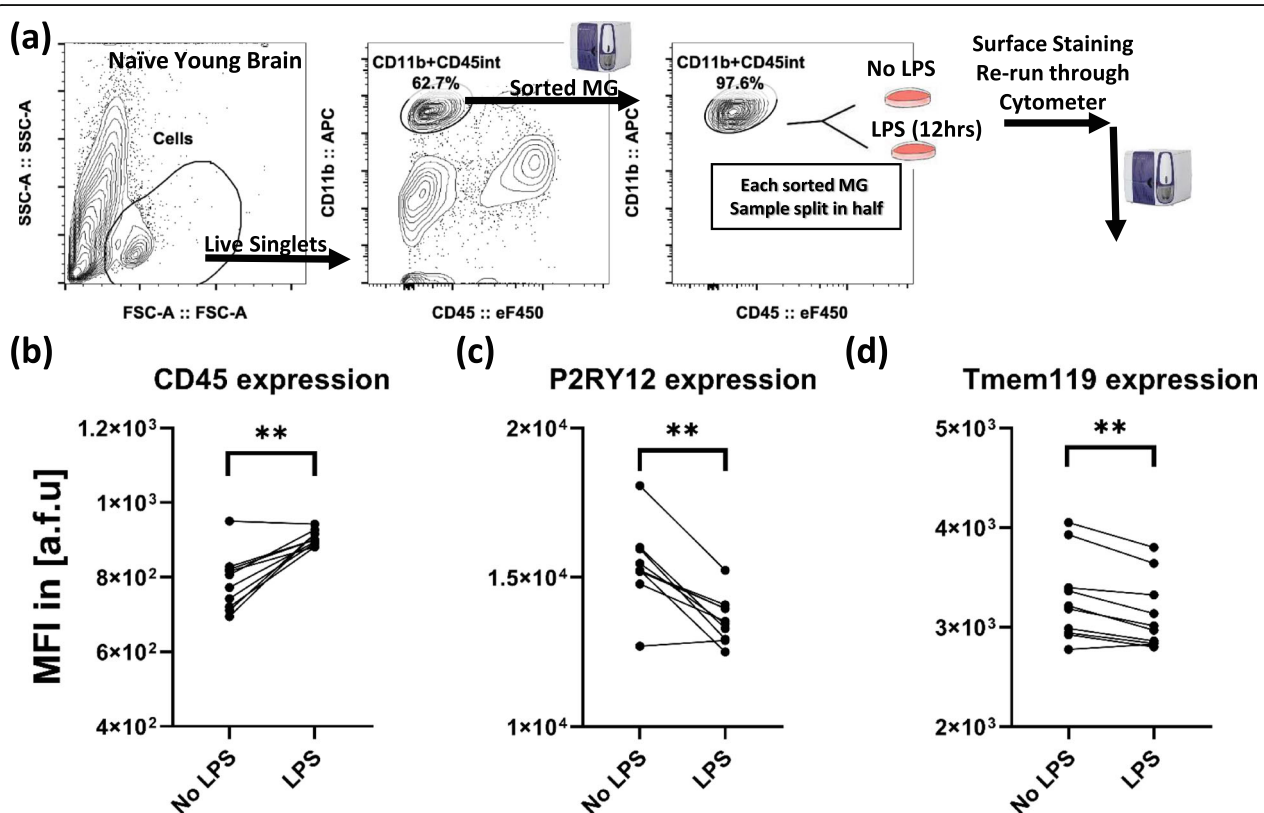 (a)
Naïve Young Brain
SSC-A :: SSC-A
Cells
Live Singlets
FSC-A :: FSC-A
CD11b+CD45int
62.7%
Sorted MG
CD11b :: APC
CD45 :: eF450
CD11b+CD45int
97.6%
No LPS
LPS (12hrs)
Each sorted MG
Sample split in half
CD11b :: APC
CD45 :: eF450
Surface Staining
Re-run through
Cytometer
(b)
CD45 expression
MFI in [a.f.u]
1.2×10³
**
1×10³
8×10²
6×10²
4×10²
No LPS
LPS
(c)
P2RY12 expression
2×10⁴
**
1.5×10⁴
1×10⁴
No LPS
LPS
(d)
Tmem119 expression
5×10³
**
4×10³
3×10³
2×10³
No LPS
LPS